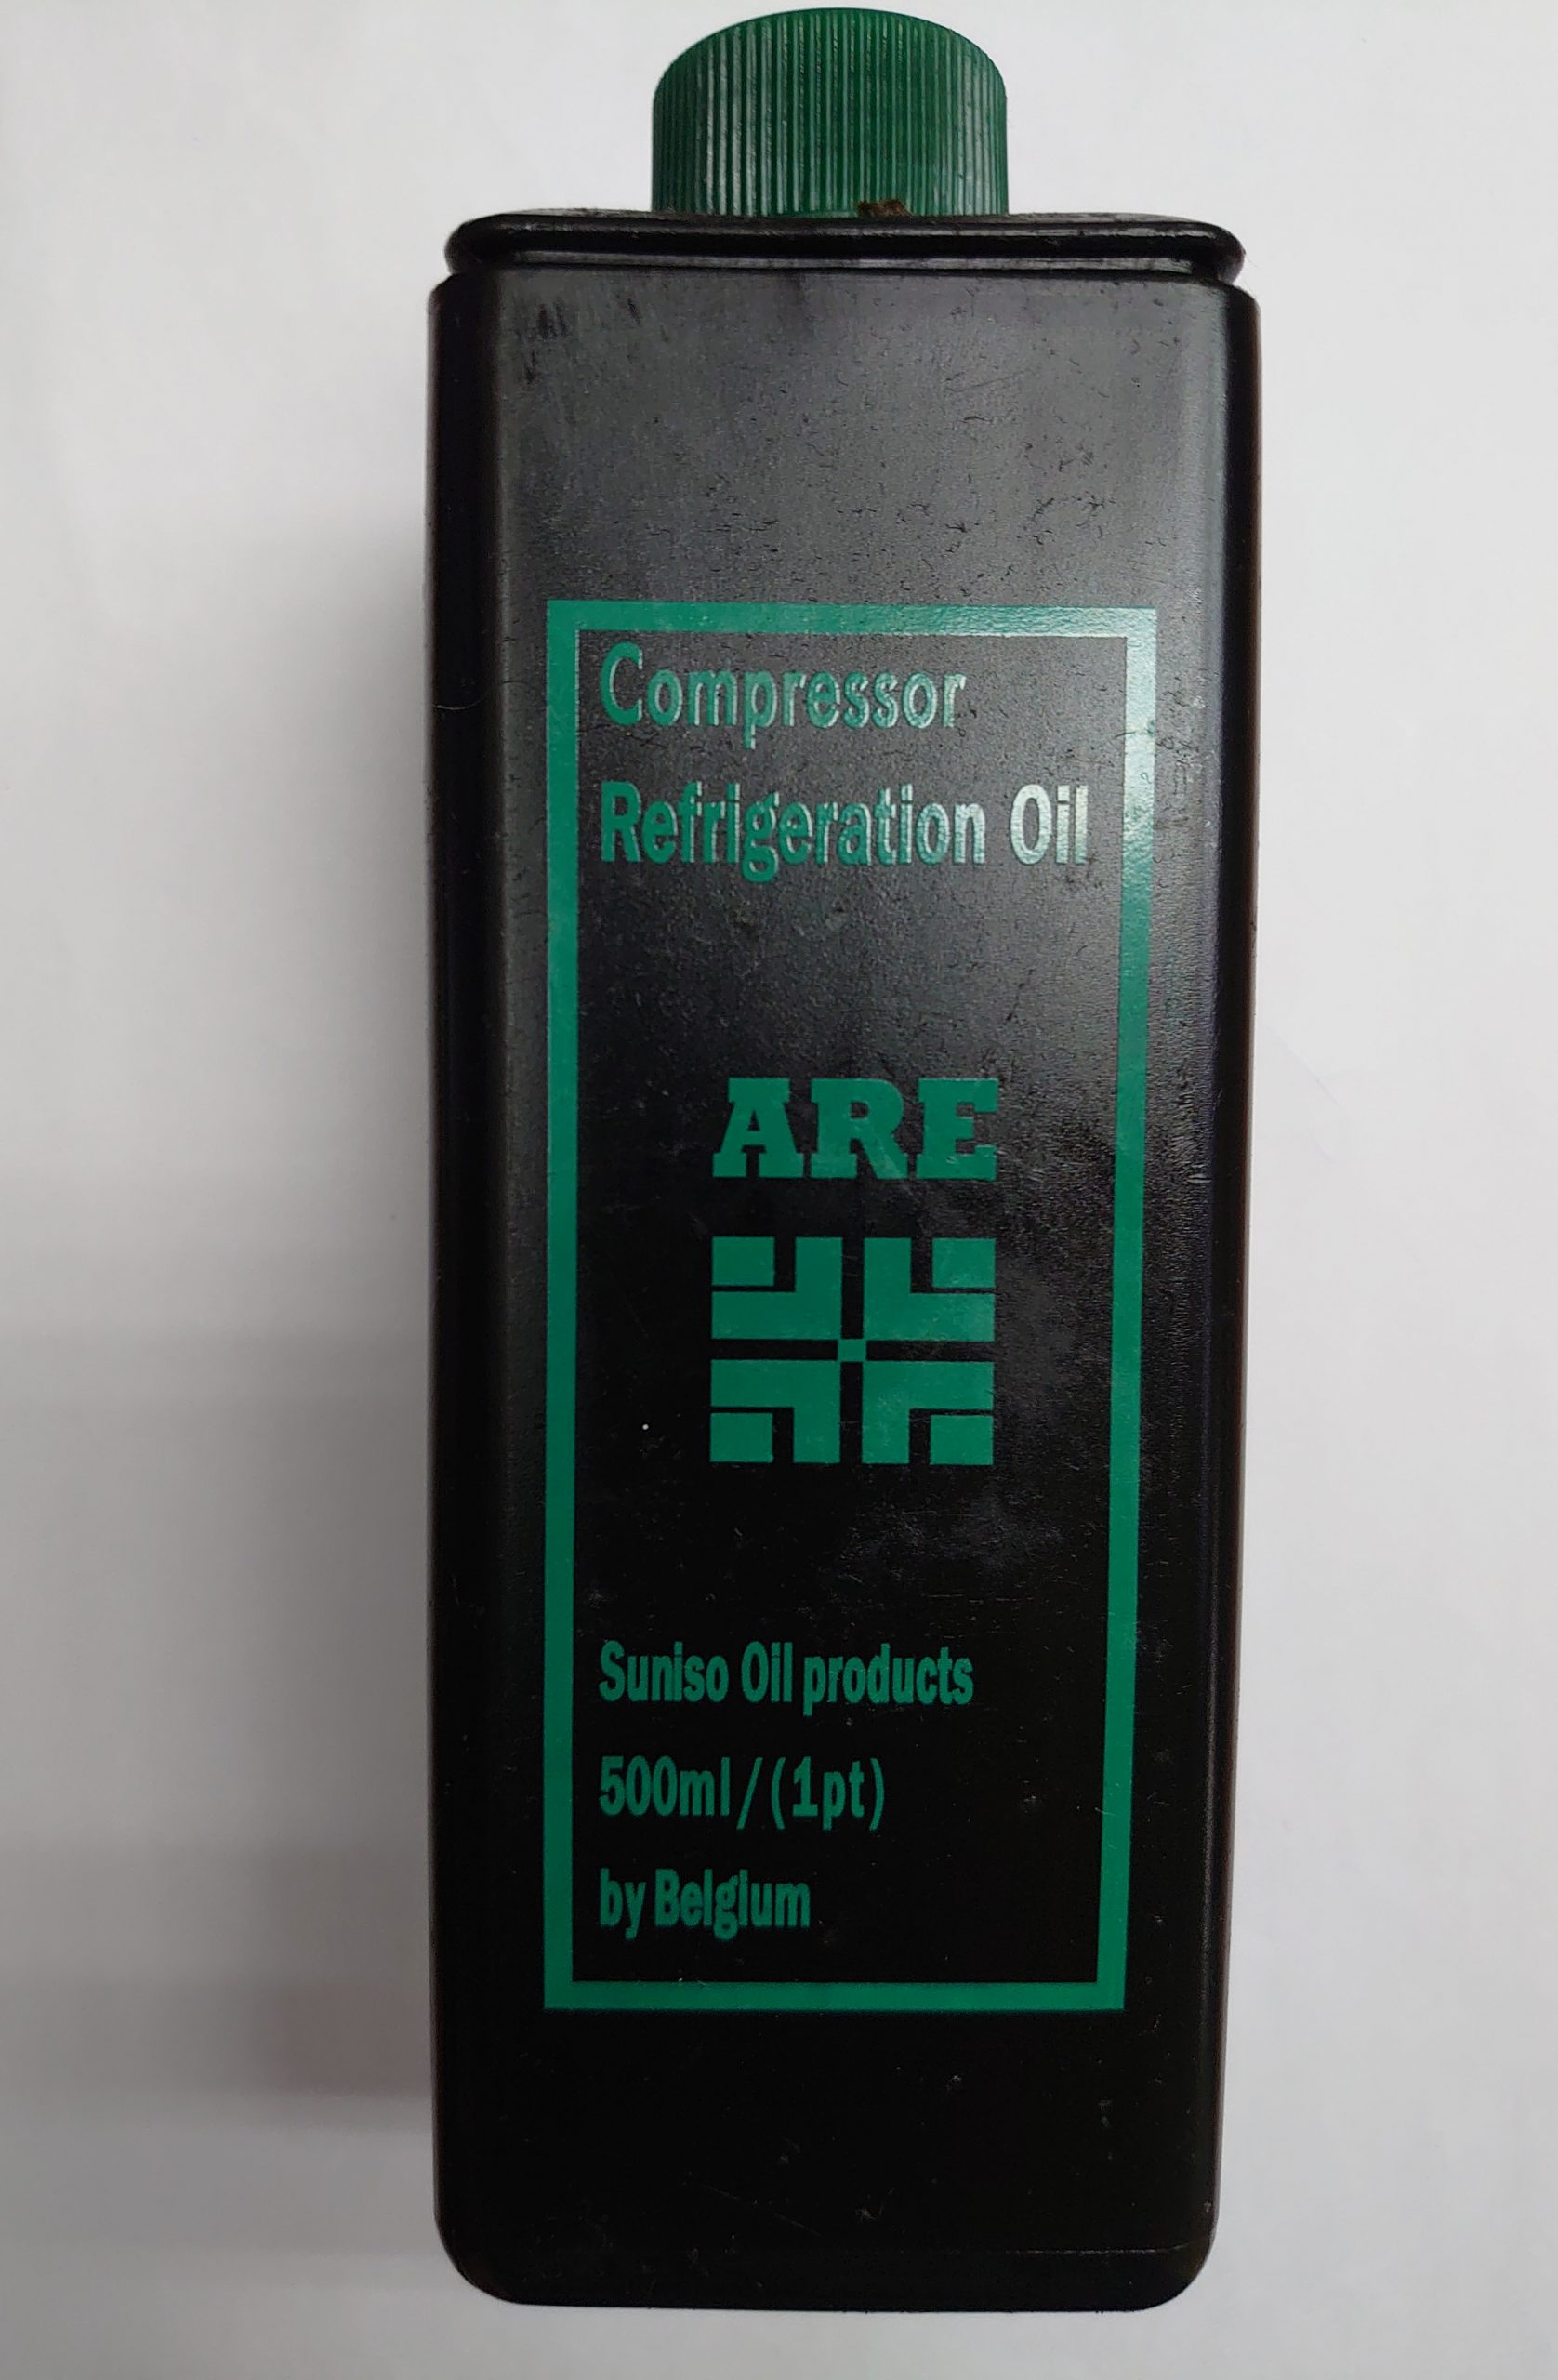 Compressor
Refrigeration Oil
ARE
Suniso Oil products
500ml/(1pt)
by Belgium